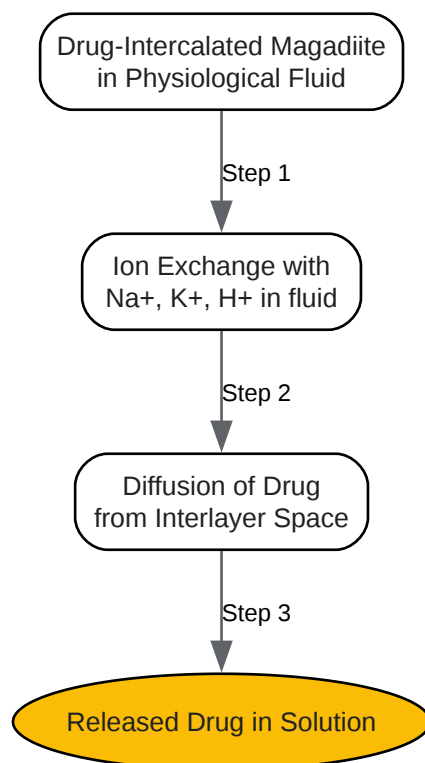 Drug-Intercalated Magadiite
in Physiological Fluid
Step 1
Ion Exchange with
Na+, K+, H+ in fluid
Step 2
Diffusion of Drug
from Interlayer Space
Step 3
Released Drug in Solution